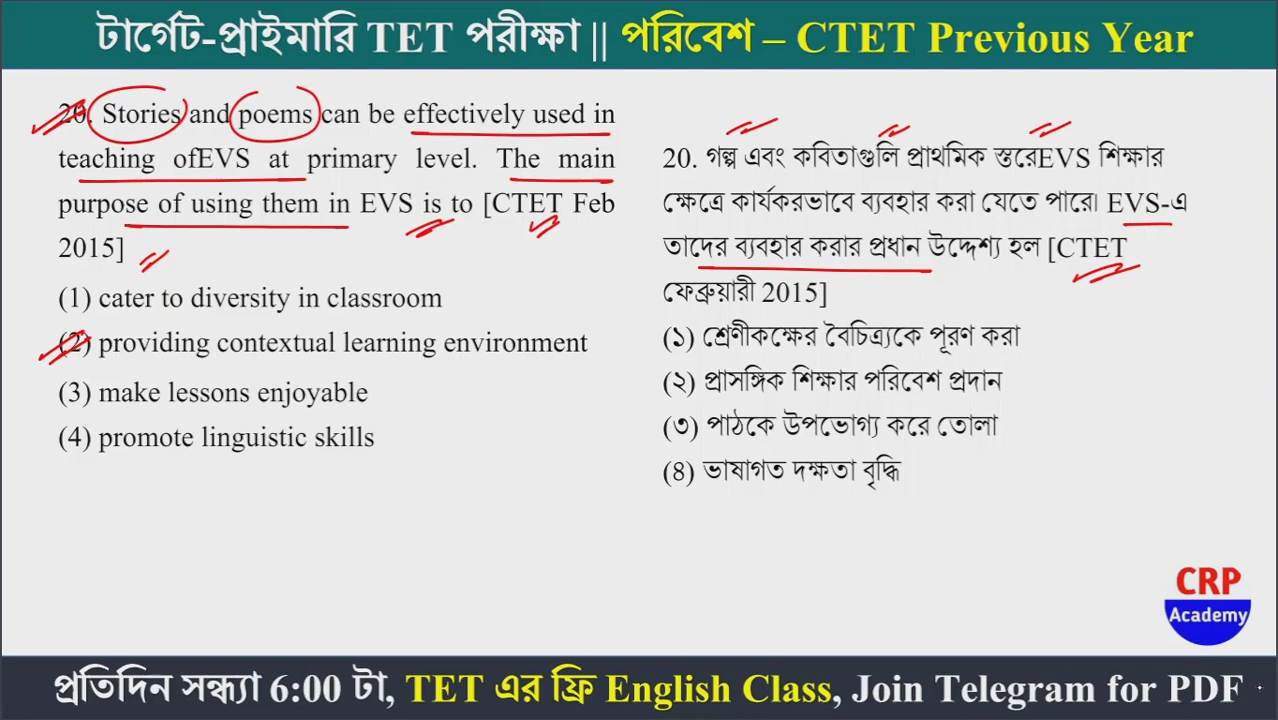 টার্গেট-প্রাইমারি TET পরীক্ষা || পরিবেশ – CTET Previous Year
20. Stories and poems can be effectively used in
teaching ofEVS at primary level. The main
purpose of using them in EVS is to [CTET Feb
2015]
(1) cater to diversity in classroom
(2) providing contextual learning environment
(3) make lessons enjoyable
(4) promote linguistic skills
20. গল্প এবং কবিতাগুলি প্রাথমিক স্তরেEVS শিক্ষার
ক্ষেত্রে কার্যকরভাবে ব্যবহার করা যেতে পারে। EVS-এ
তাদের ব্যবহার করার প্রধান উদ্দেশ্য হল [CTET
ফেব্রুয়ারী 2015]
(১) শ্রেণীকক্ষের বৈচিত্র্যকে পূরণ করা
(২) প্রাসঙ্গিক শিক্ষার পরিবেশ প্রদান
(৩) পাঠকে উপভোগ্য করে তোলা
(৪) ভাষাগত দক্ষতা বৃদ্ধি
CRP
Academy
প্রতিদিন সন্ধ্যা 6:00 টা, TET এর ফ্রি English Class, Join Telegram for PDF